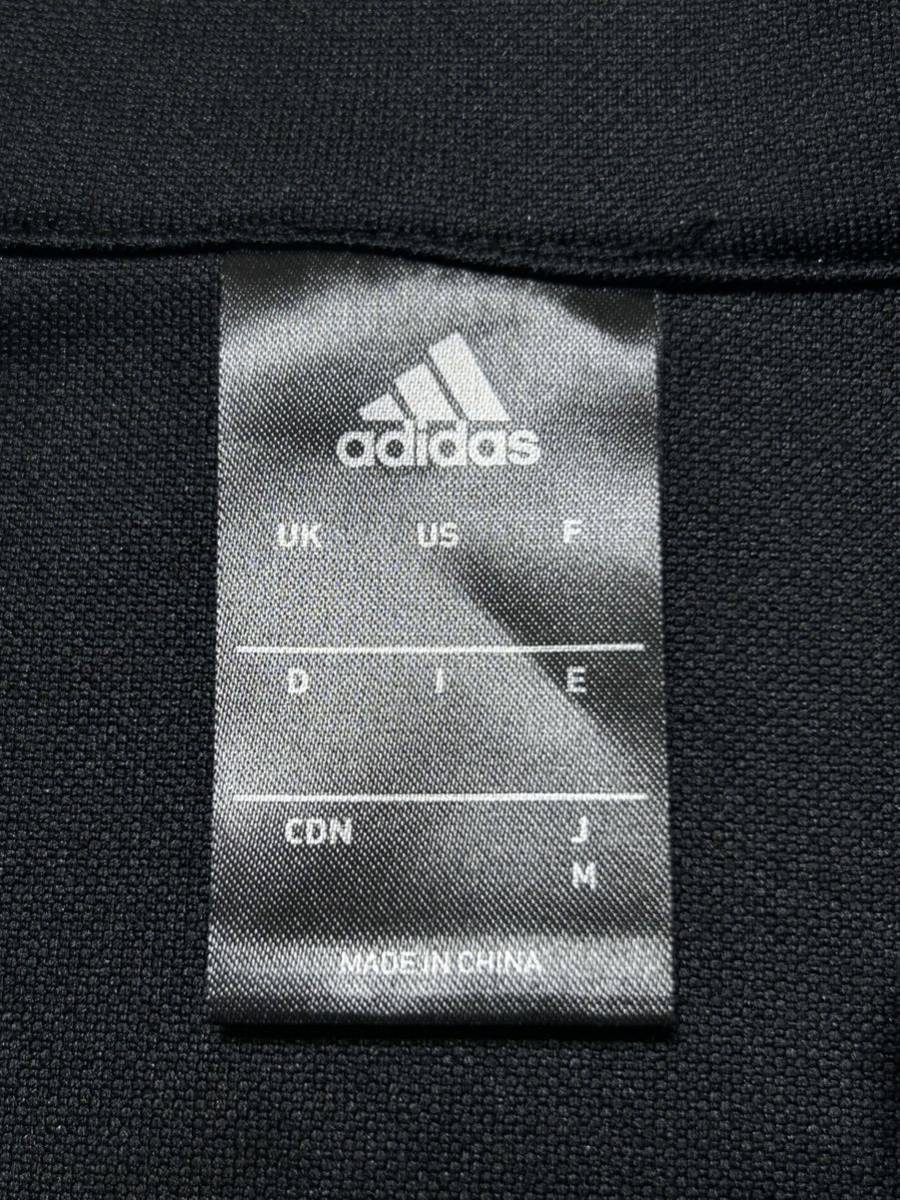 adidas
UK US F
D I E
CDN J
M
MADE IN CHINA